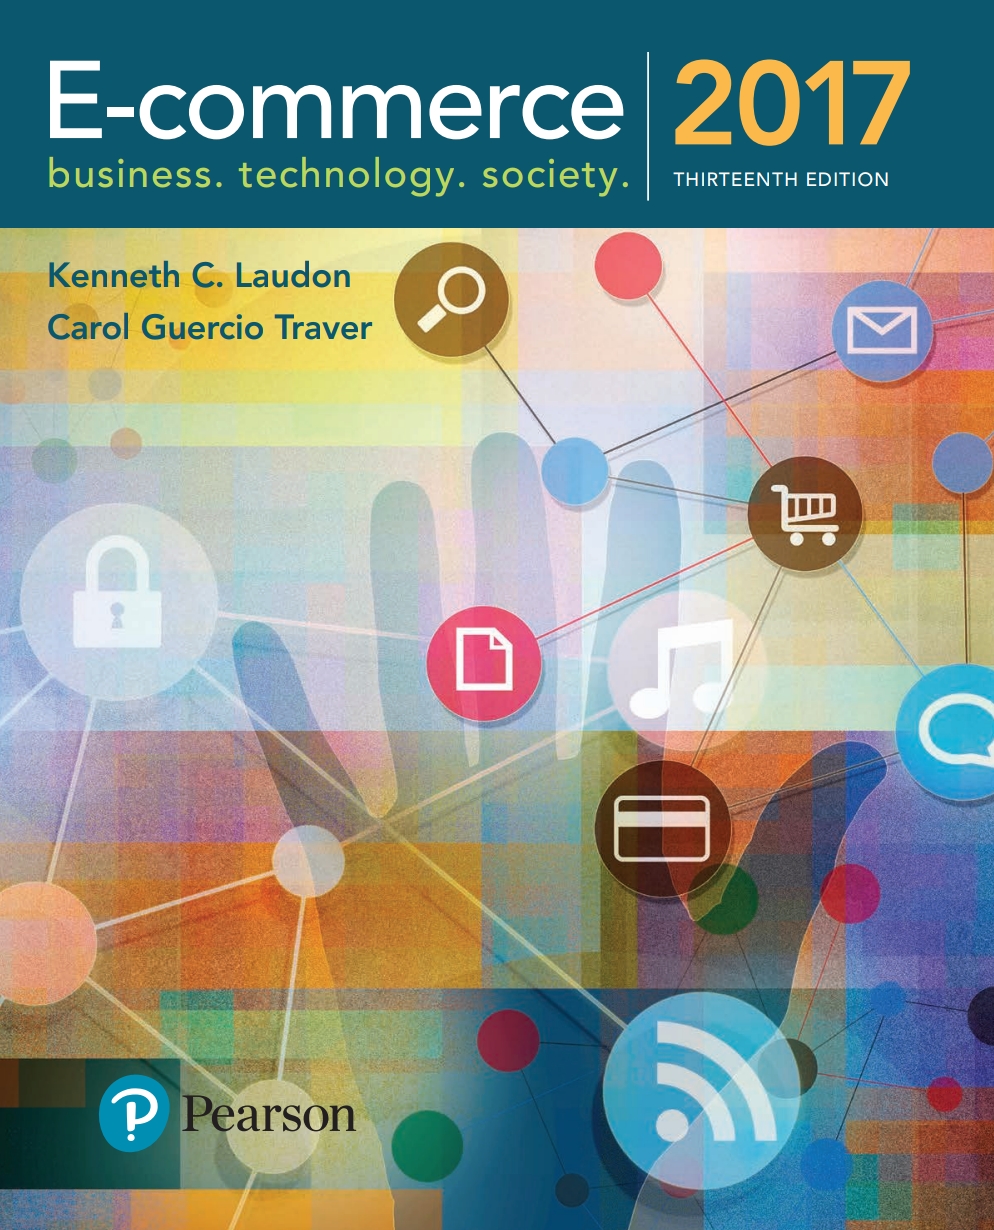 E-commerce
business. technology. society.
2017
THIRTEENTH EDITION
Kenneth C. Laudon
Carol Guercio Traver
Pearson